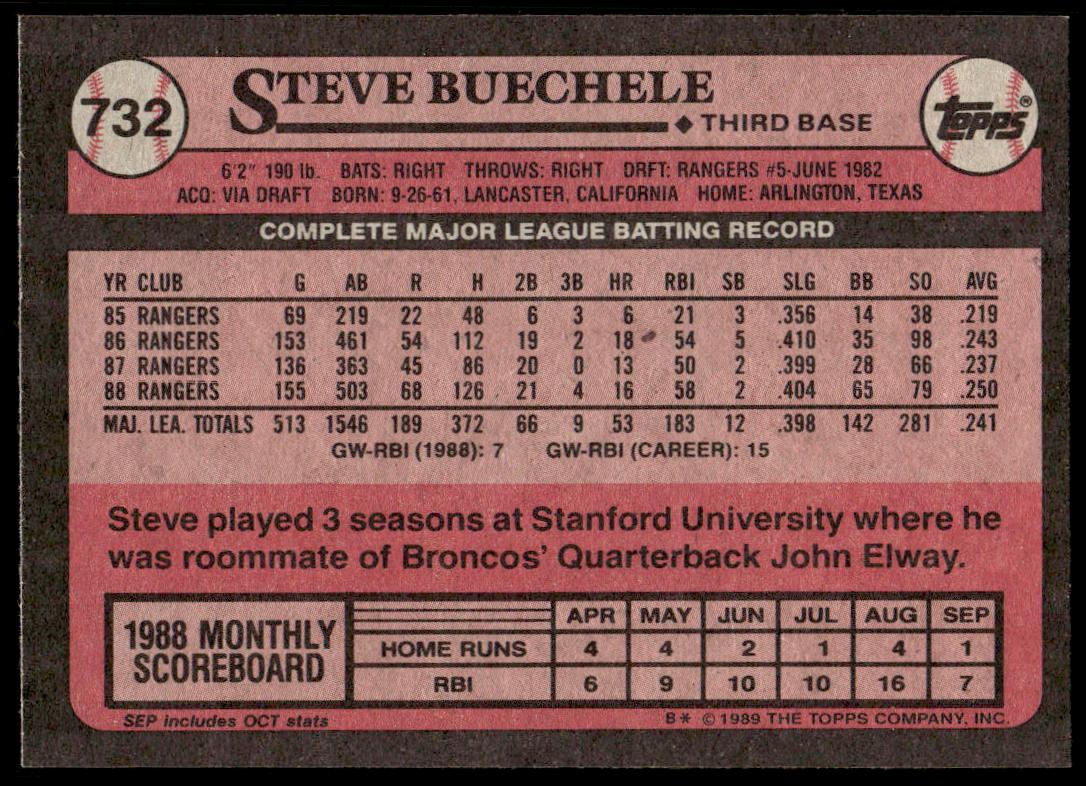 732
STEVE BUECHELE
◆ THIRD BASE
Topps®
6'2" 190 lb. BATS: RIGHT THROWS: RIGHT DRFT: RANGERS #5-JUNE 1982
ACQ: VIA DRAFT BORN: 9-26-61, LANCASTER, CALIFORNIA HOME: ARLINGTON, TEXAS
COMPLETE MAJOR LEAGUE BATTING RECORD
YR CLUB G AB R H 2B 3B HR RBI SB SLG BB SO AVG
85 RANGERS 69 219 22 48 6 3 6 21 3 .356 14 38 .219
86 RANGERS 153 461 54 112 19 2 18 54 5 .410 35 98 .243
87 RANGERS 136 363 45 86 20 0 13 50 2 .399 28 66 .237
88 RANGERS 155 503 68 126 21 4 16 58 2 .404 65 79 .250
MAJ. LEA. TOTALS 513 1546 189 372 66 9 53 183 12 .398 142 281 .241
GW-RBI (1988): 7 GW-RBI (CAREER): 15
Steve played 3 seasons at Stanford University where he
was roommate of Broncos' Quarterback John Elway.
1988 MONTHLY
SCOREBOARD
APR MAY JUN JUL AUG SEP
HOME RUNS 4 4 2 1 4 1
RBI 6 9 10 10 16 7
SEP includes OCT stats
B* © 1989 THE TOPPS COMPANY, INC.